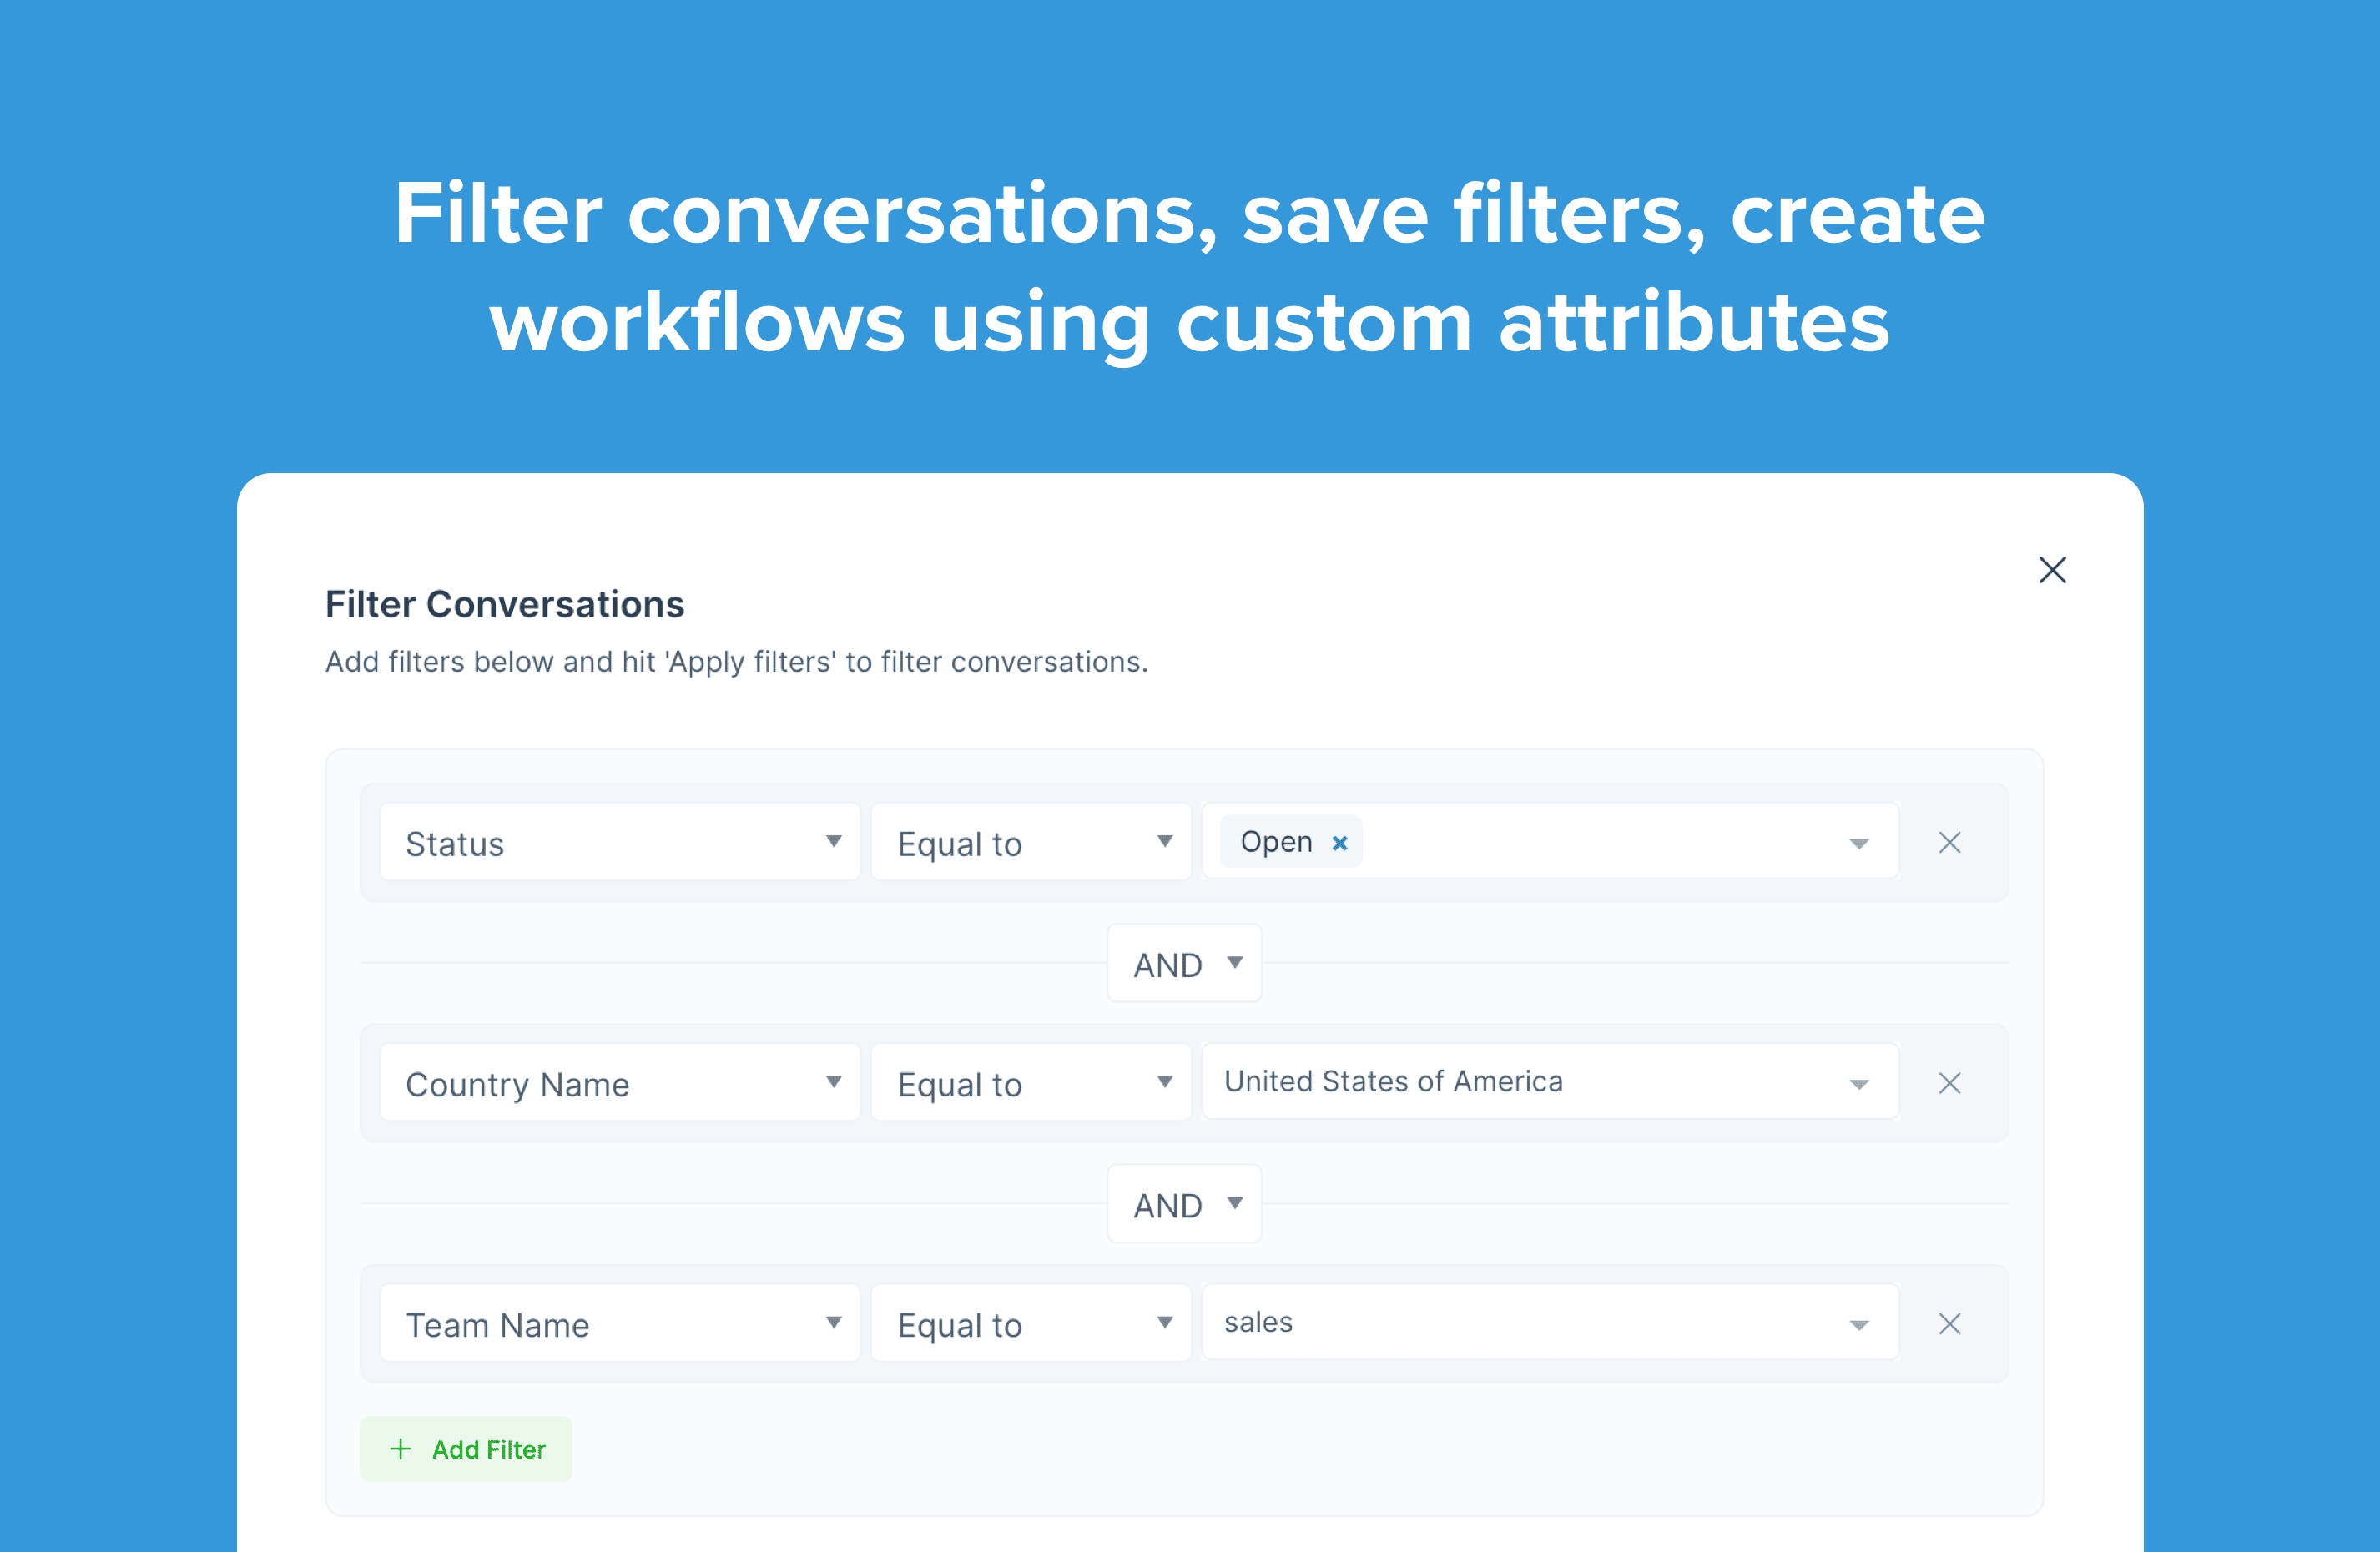 Filter conversations, save filters, create
workflows using custom attributes
Filter Conversations
Add filters below and hit 'Apply filters' to filter conversations.
Status Equal to Open
AND
Country Name Equal to United States of America
AND
Team Name Equal to sales
Add Filter